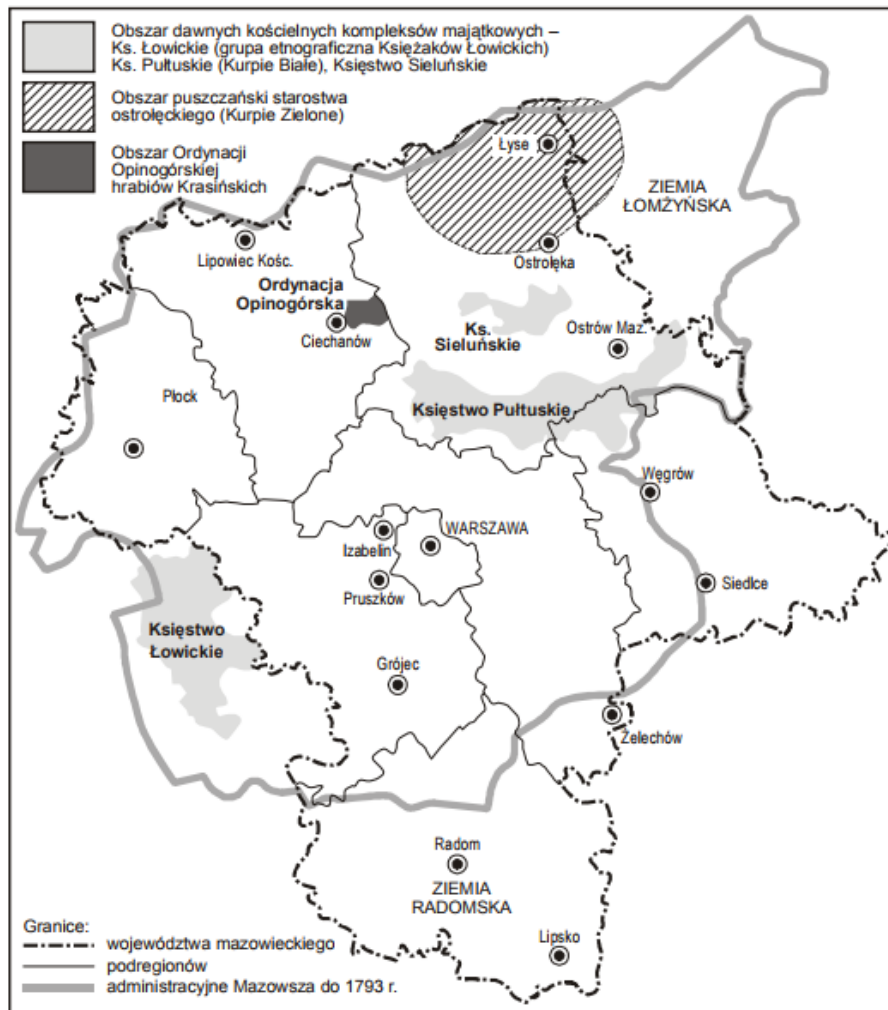 Obszar dawnych kościelnych kompleksów majątkowych –
Ks. Łowickie (grupa etnograficzna Księżaków Łowickich)
Ks. Pułtuskie (Kurpie Białe), Księstwo Sieluńskie
Obszar puszczański starostwa
ostrołęckiego (Kurpie Zielone)
Obszar Ordynacji
Opinogórskiej
hrabiów Krasińskich
Łyse
ZIEMIA
ŁOMŻYŃSKA
Lipowiec Kośc.
Ostrołęka
Ordynacja
Opinogórska
Ciechanów
Ks.
Sieluńskie
Ostrów Maz.
Płock
Księstwo Pułtuskie
Węgrów
Izabelin
WARSZAWA
Pruszków
Siedlce
Księstwo
Łowickie
Grójec
Żelechów
Radom
ZIEMIA
RADOMSKA
Lipsko
Granice:
województwa mazowieckiego
podregionów
administracyjne Mazowsza do 1793 r.